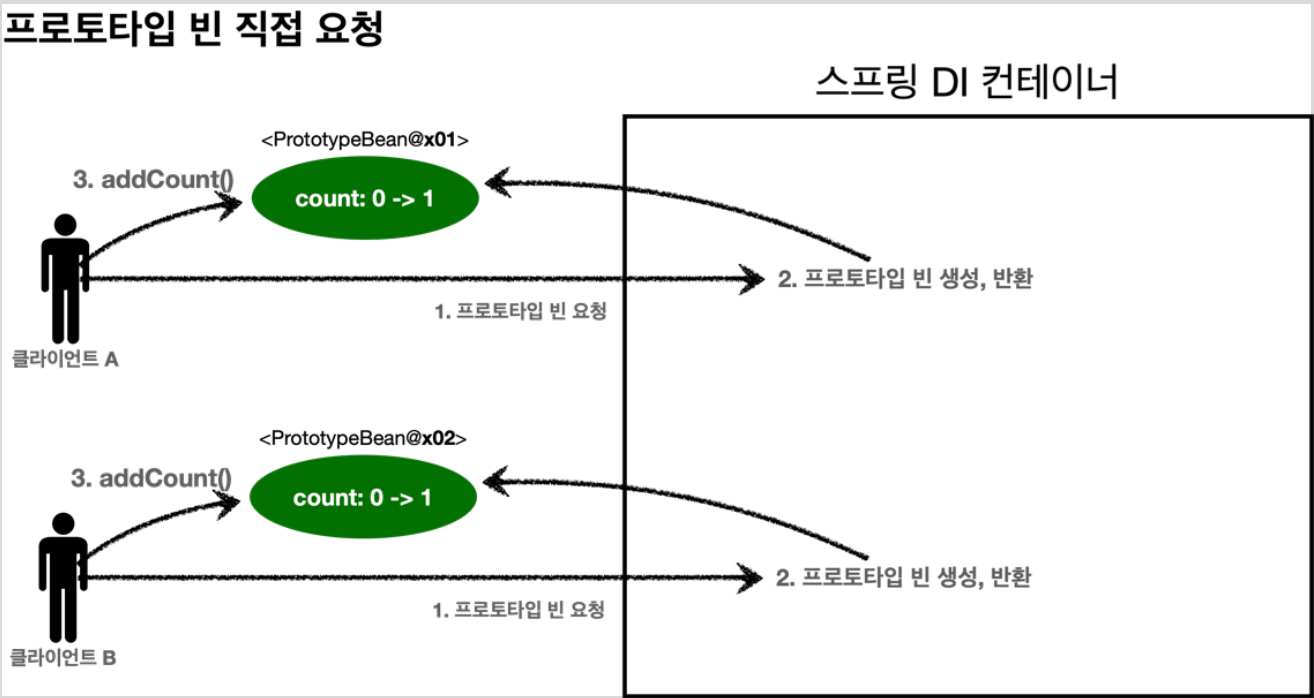 프로토타입 빈 직접 요청
스프링 DI 컨테이너
<PrototypeBean@x01>
3. addCount()
count: 0 -> 1
2. 프로토타입 빈 생성, 반환
1. 프로토타입 빈 요청
클라이언트 A
<PrototypeBean@x02>
3. addCount()
count: 0 -> 1
2. 프로토타입 빈 생성, 반환
1. 프로토타입 빈 요청
클라이언트 B